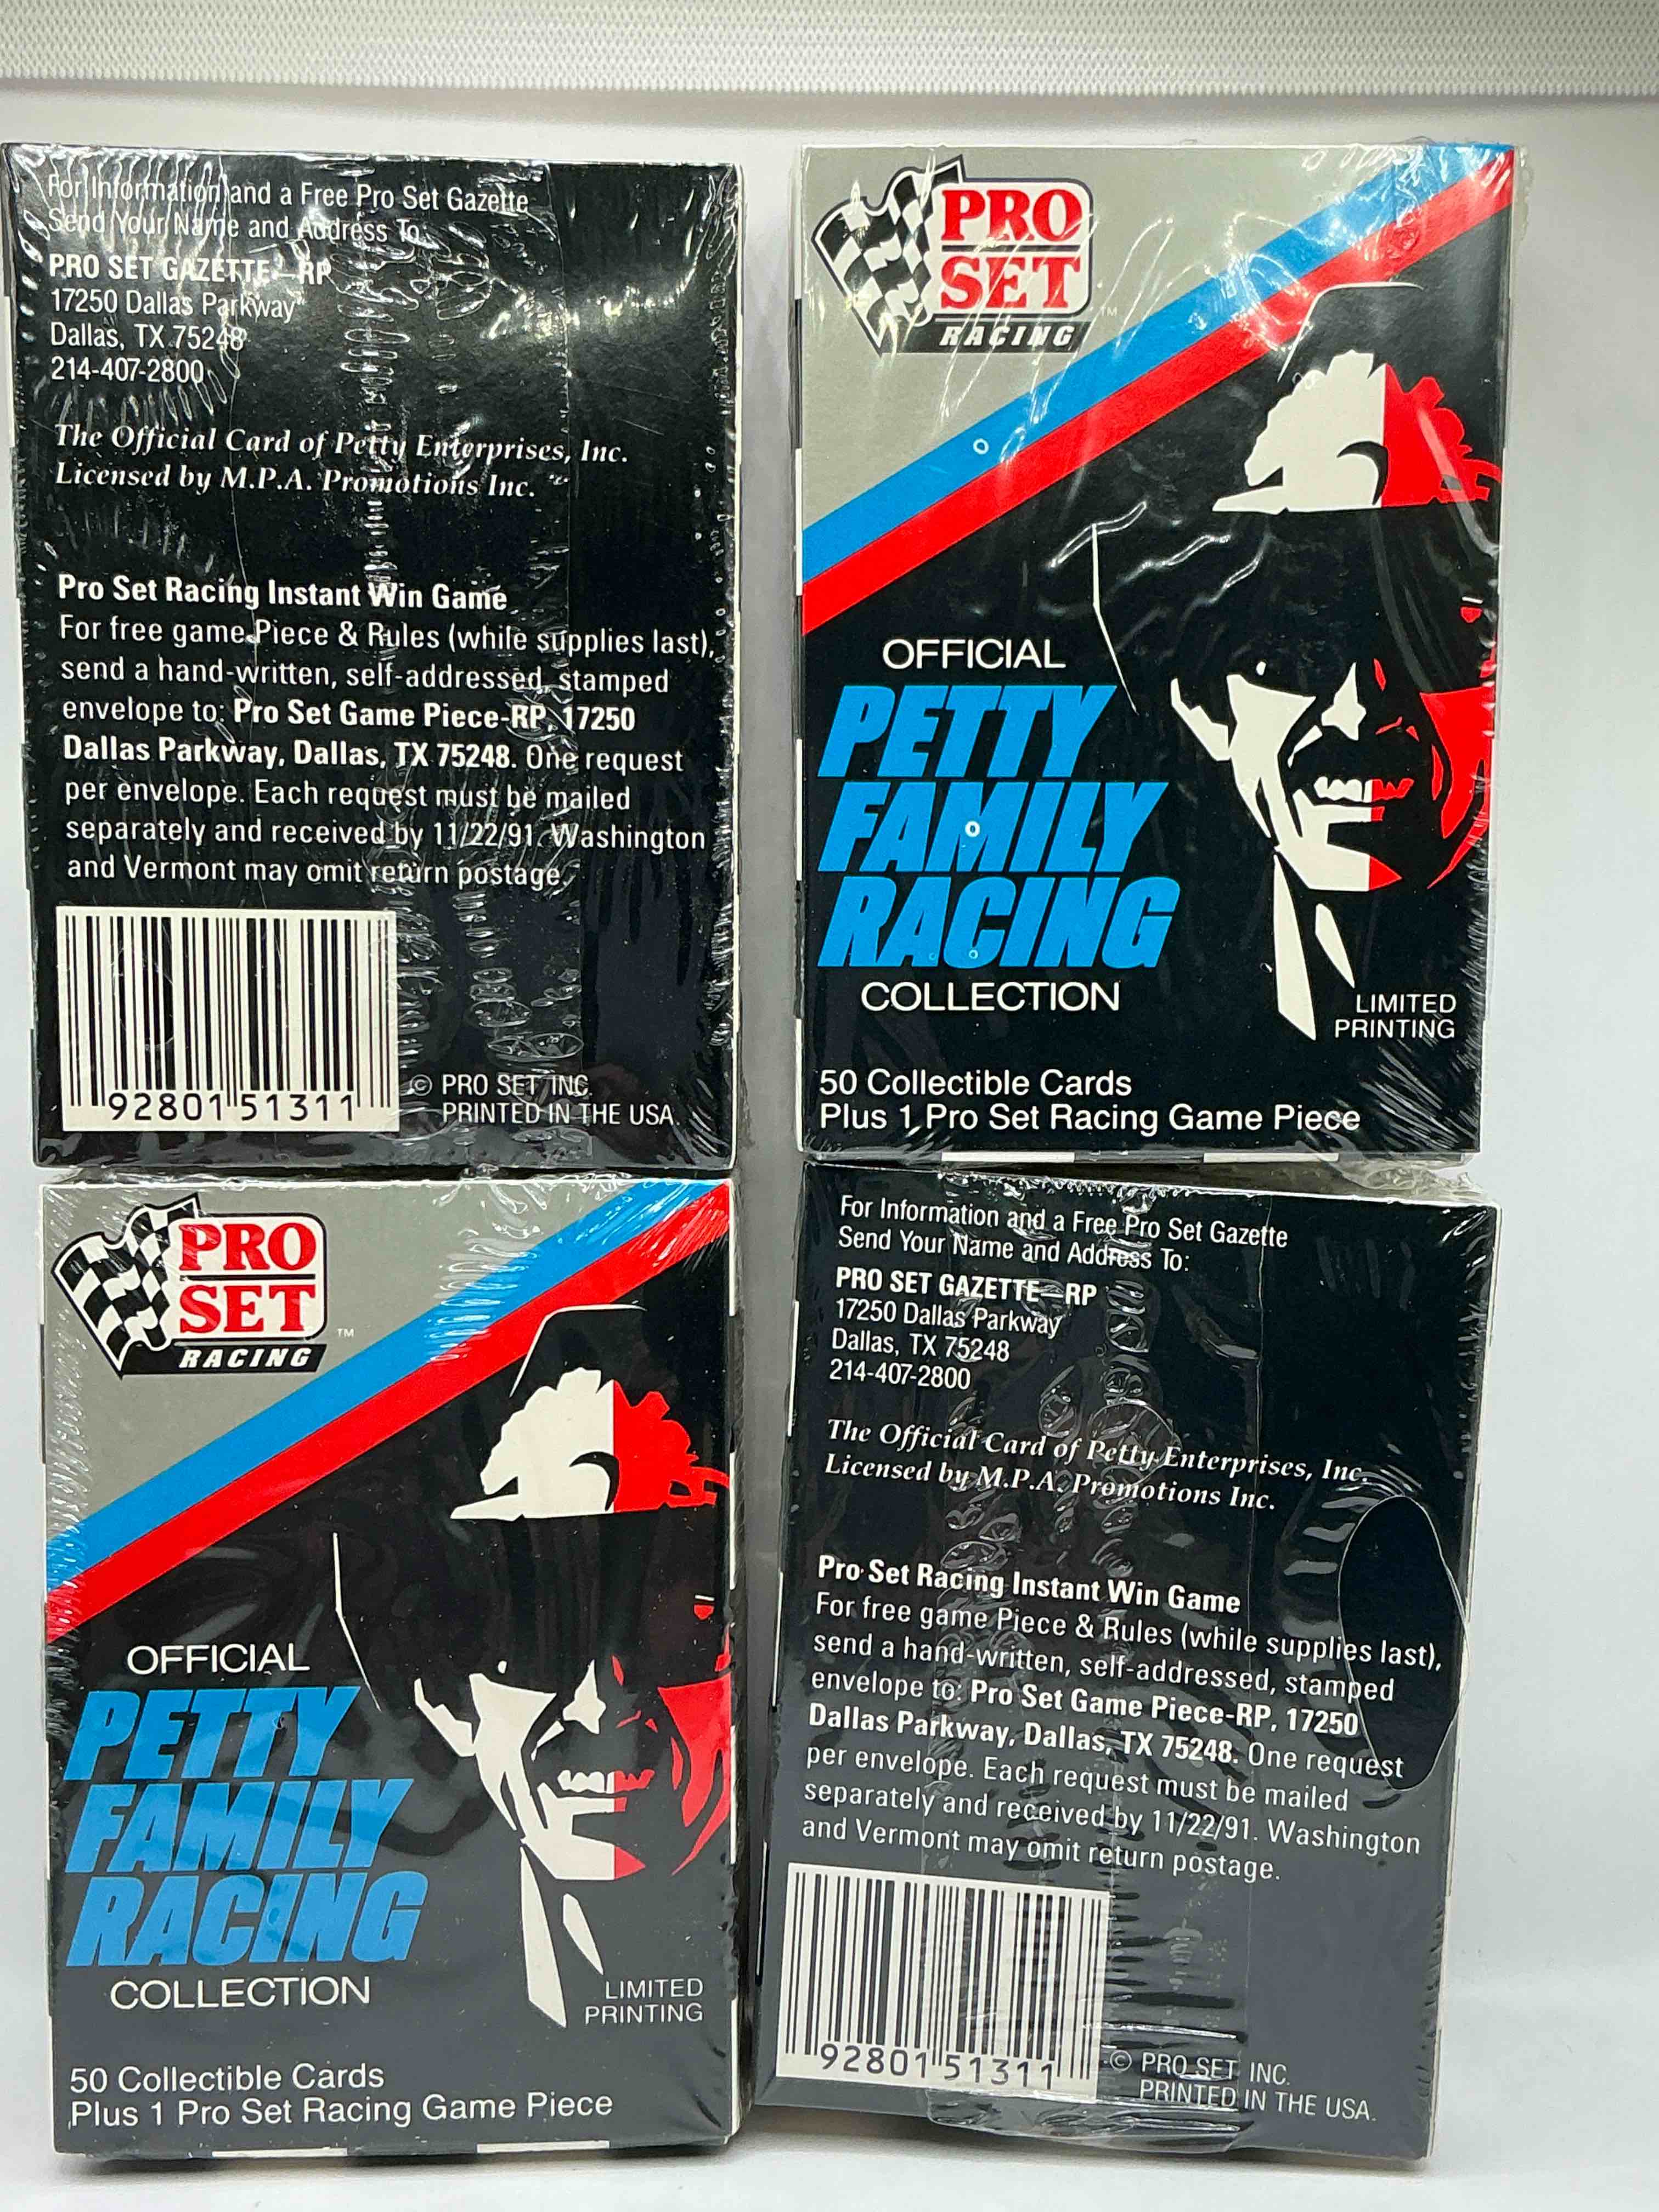 For Information and a Free Pro Set Gazette
Send Your Name and Address To:
PRO SET GAZETTE—RP
17250 Dallas Parkway
Dallas, TX 75248
214-407-2800
The Official Card of Petty Enterprises, Inc.
Licensed by M.P.A. Promotions Inc.
Pro Set Racing Instant Win Game
For free game Piece & Rules (while supplies last),
send a hand-written, self-addressed, stamped
envelope to: Pro Set Game Piece-RP, 17250
Dallas Parkway, Dallas, TX 75248. One request
per envelope. Each request must be mailed
separately and received by 11/22/91. Washington
and Vermont may omit return postage.
92801 51311
© PRO SET INC.
PRINTED IN THE USA.
PRO
SET
RACING
TM
OFFICIAL
PETTY
FAMILY
RACING
COLLECTION
LIMITED
PRINTING
50 Collectible Cards
Plus 1 Pro Set Racing Game Piece
PRO
SET
RACING
TM
OFFICIAL
PETTY
FAMILY
RACING
COLLECTION
LIMITED
PRINTING
50 Collectible Cards
Plus 1 Pro Set Racing Game Piece
For Information and a Free Pro Set Gazette
Send Your Name and Address To:
PRO SET GAZETTE—RP
17250 Dallas Parkway
Dallas, TX 75248
214-407-2800
The Official Card of Petty Enterprises, Inc.
Licensed by M.P.A. Promotions Inc.
Pro Set Racing Instant Win Game
For free game Piece & Rules (while supplies last),
send a hand-written, self-addressed, stamped
envelope to: Pro Set Game Piece-RP, 17250
Dallas Parkway, Dallas, TX 75248. One request
per envelope. Each request must be mailed
separately and received by 11/22/91. Washington
and Vermont may omit return postage.
92801 51311
© PRO SET INC.
PRINTED IN THE USA.